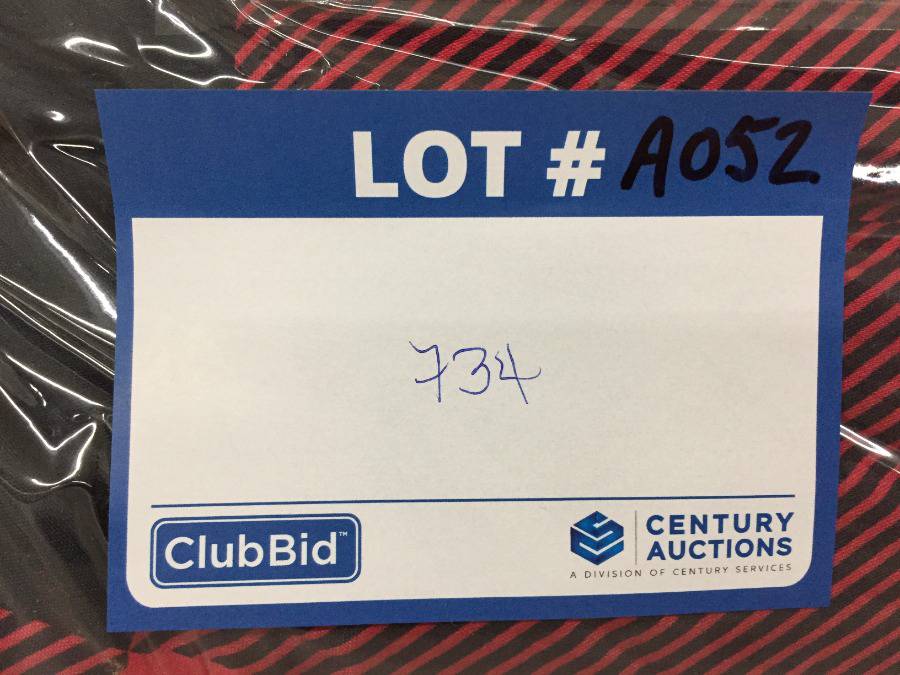 LOT # A052
734
ClubBid™
CENTURY
AUCTIONS
A DIVISION OF CENTURY SERVICES